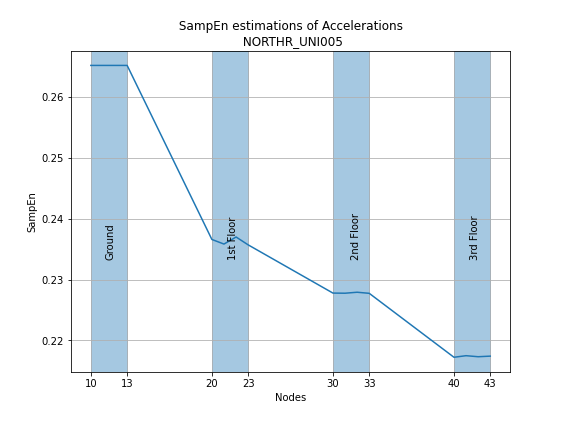 SampEn estimations of Accelerations
NORTHR_UNI005
SampEn
0.26
0.25
0.24
0.23
0.22
Ground
1st Floor
2nd Floor
3rd Floor
10 13 20 23 30 33 40 43
Nodes